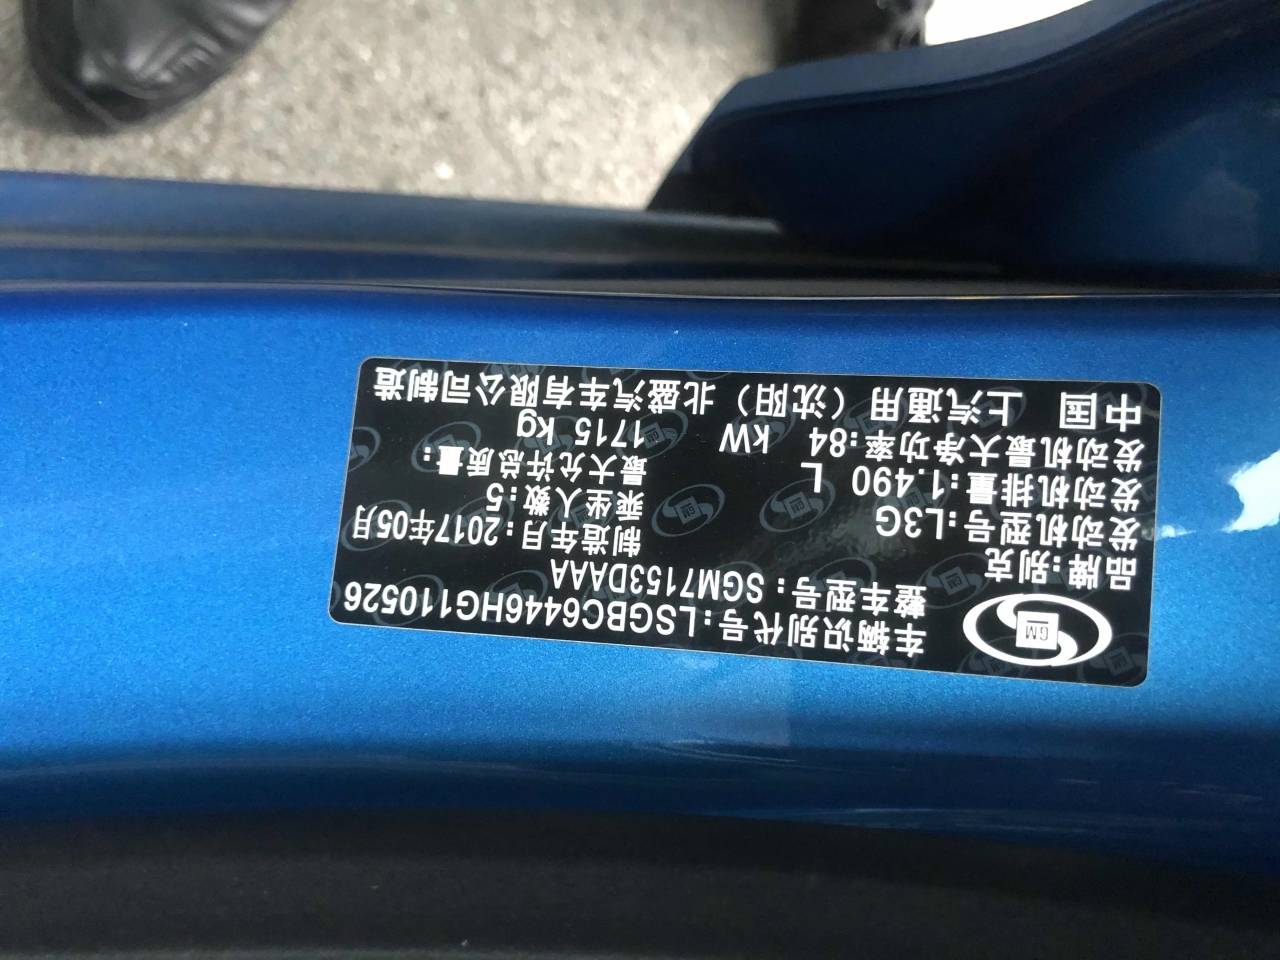 车辆识别代号:LSGBC6446HG110526
整车型号:SGM7153DAAA
GM
品牌:别克
制造年月:2017年05月
发动机型号:L3G
乘坐人数:5
发动机排量:1.490 L
最大允许总质量:
发动机最大净功率:84 kW
1715 kg
中国 上汽通用(沈阳)北盛汽车有限公司制造